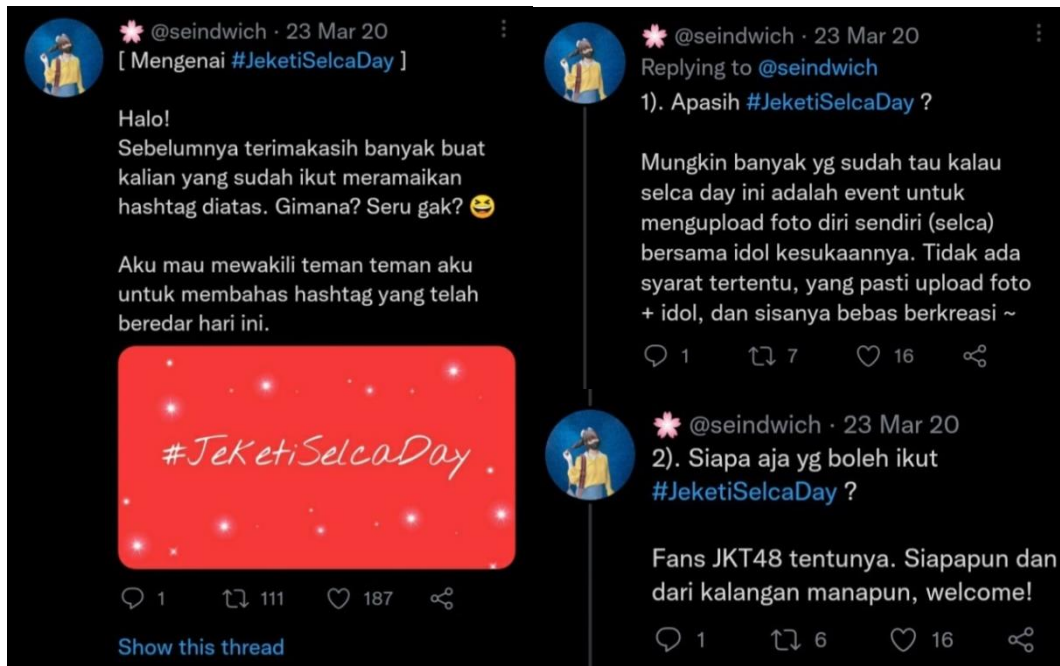 🌸 @seindwich · 23 Mar 20
[ Mengenai #JeketiSelcaDay ]
Halo!
Sebelumnya terimakasih banyak buat
kalian yang sudah ikut meramaikan
hashtag diatas. Gimana? Seru gak? 😆
Aku mau mewakili teman teman aku
untuk membahas hashtag yang telah
beredar hari ini.
#JeketiSelcaDay
1 111 187
Show this thread
🌸 @seindwich · 23 Mar 20
Replying to @seindwich
1). Apasih #JeketiSelcaDay ?
Mungkin banyak yg sudah tau kalau
selca day ini adalah event untuk
mengupload foto diri sendiri (selca)
bersama idol kesukaannya. Tidak ada
syarat tertentu, yang pasti upload foto
+ idol, dan sisanya bebas berkreasi ~
1 7 16
🌸 @seindwich · 23 Mar 20
2). Siapa aja yg boleh ikut
#JeketiSelcaDay ?
Fans JKT48 tentunya. Siapapun dan
dari kalangan manapun, welcome!
1 6 16